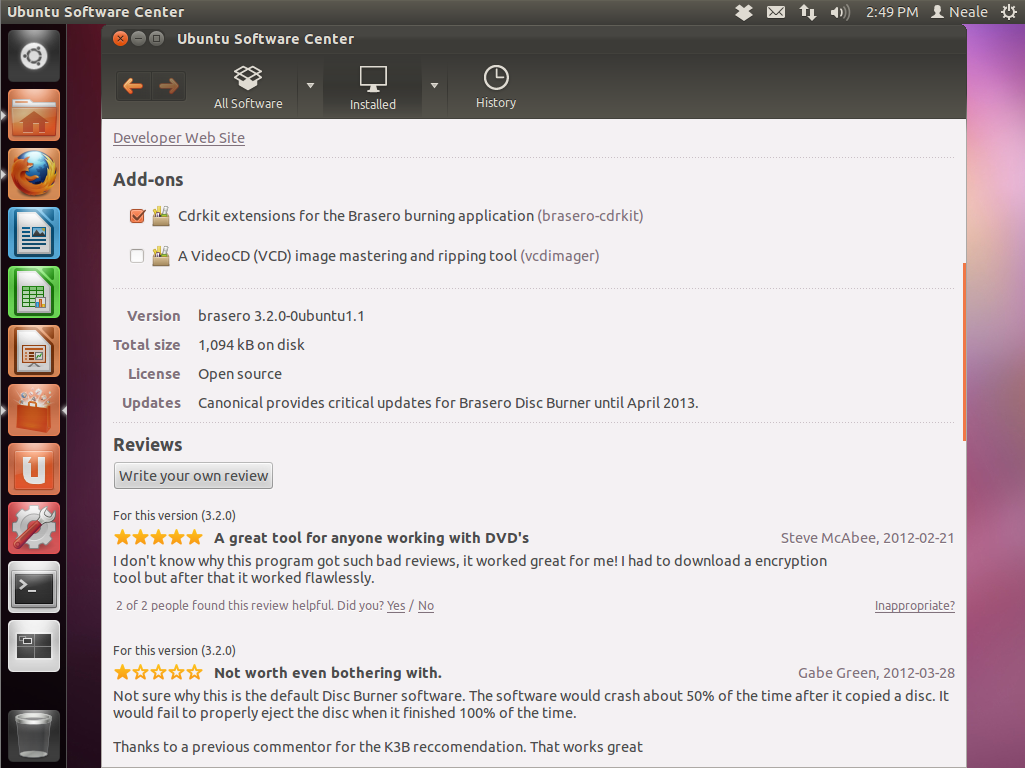 Ubuntu Software Center
2:49 PM
Neale
Ubuntu Software Center
All Software
Installed
History
Developer Web Site
Add-ons
Cdrkit extensions for the Brasero burning application (brasero-cdrkit)
A VideoCD (VCD) image mastering and ripping tool (vcdimager)
Version brasero 3.2.0-0ubuntu1.1
Total size 1,094 kB on disk
License Open source
Updates Canonical provides critical updates for Brasero Disc Burner until April 2013.
Reviews
Write your own review
For this version (3.2.0)
A great tool for anyone working with DVD's Steve McAbee, 2012-02-21
I don't know why this program got such bad reviews, it worked great for me! I had to download a encryption
tool but after that it worked flawlessly.
2 of 2 people found this review helpful. Did you? Yes / No Inappropriate?
For this version (3.2.0)
Not worth even bothering with. Gabe Green, 2012-03-28
Not sure why this is the default Disc Burner software. The software would crash about 50% of the time after it copied a disc. It
would fail to properly eject the disc when it finished 100% of the time.
Thanks to a previous commentor for the K3B reccomendation. That works great